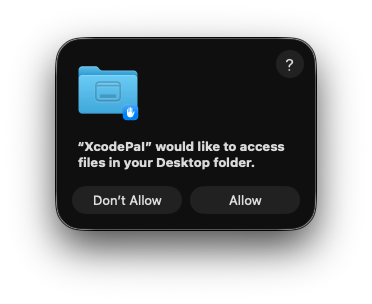 ?
“XcodePal” would like to access
files in your Desktop folder.
Don’t Allow
Allow